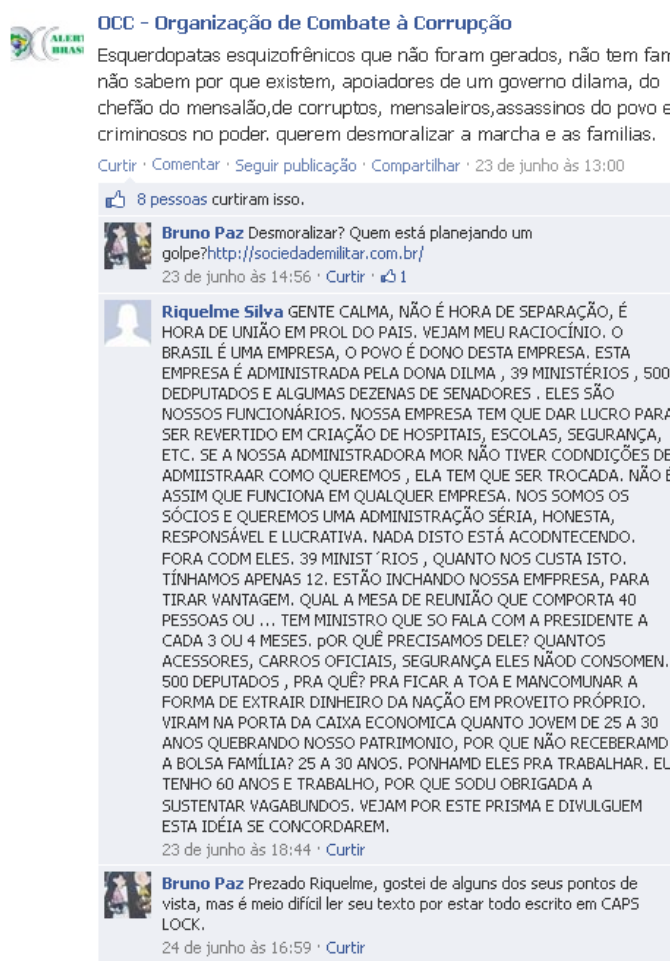 OCC - Organização de Combate à Corrupção
ALERT
BRASI
Esquerdopatas esquizofrênicos que não foram gerados, não tem fam
não sabem por que existem, apoiadores de um governo dilama, do
chefão do mensalão,de corruptos, mensaleiros,assassinos do povo e
criminosos no poder. querem desmoralizar a marcha e as familias.
Curtir · Comentar · Seguir publicação · Compartilhar · 23 de junho às 13:00
8 pessoas curtiram isso.
Bruno Paz Desmoralizar? Quem está planejando um
golpe?http://sociedademilitar.com.br/
23 de junho às 14:56 · Curtir · 1
Riquelme Silva GENTE CALMA, NÃO É HORA DE SEPARAÇÃO, É
HORA DE UNIÃO EM PROL DO PAIS. VEJAM MEU RACIOCÍNIO. O
BRASIL É UMA EMPRESA, O POVO É DONO DESTA EMPRESA. ESTA
EMPRESA É ADMINISTRADA PELA DONA DILMA , 39 MINISTÉRIOS , 500
DEDPUTADOS E ALGUMAS DEZENAS DE SENADORES . ELES SÃO
NOSSOS FUNCIONÁRIOS. NOSSA EMPRESA TEM QUE DAR LUCRO PARA
SER REVERTIDO EM CRIAÇÃO DE HOSPITAIS, ESCOLAS, SEGURANÇA,
ETC. SE A NOSSA ADMINISTRADORA MOR NÃO TIVER CODNDIÇÕES DE
ADMIISTRAAR COMO QUEREMOS , ELA TEM QUE SER TROCADA. NÃO É
ASSIM QUE FUNCIONA EM QUALQUER EMPRESA. NOS SOMOS OS
SÓCIOS E QUEREMOS UMA ADMINISTRAÇÃO SÉRIA, HONESTA,
RESPONSÁVEL E LUCRATIVA. NADA DISTO ESTÁ ACODNTECENDO.
FORA CODM ELES. 39 MINIST´RIOS , QUANTO NOS CUSTA ISTO.
TÍNHAMOS APENAS 12. ESTÃO INCHANDO NOSSA EMFPRESA, PARA
TIRAR VANTAGEM. QUAL A MESA DE REUNIÃO QUE COMPORTA 40
PESSOAS OU ... TEM MINISTRO QUE SO FALA COM A PRESIDENTE A
CADA 3 OU 4 MESES. pOR QUÊ PRECISAMOS DELE? QUANTOS
ACESSORES, CARROS OFICIAIS, SEGURANÇA ELES NÃOD CONSOMEN.
500 DEPUTADOS , PRA QUÊ? PRA FICAR A TOA E MANCOMUNAR A
FORMA DE EXTRAIR DINHEIRO DA NAÇÃO EM PROVEITO PRÓPRIO.
VIRAM NA PORTA DA CAIXA ECONOMICA QUANTO JOVEM DE 25 A 30
ANOS QUEBRANDO NOSSO PATRIMONIO, POR QUE NÃO RECEBERAMD
A BOLSA FAMÍLIA? 25 A 30 ANOS. PONHAMD ELES PRA TRABALHAR. EU
TENHO 60 ANOS E TRABALHO, POR QUE SODU OBRIGADA A
SUSTENTAR VAGABUNDOS. VEJAM POR ESTE PRISMA E DIVULGUEM
ESTA IDÉIA SE CONCORDAREM.
23 de junho às 18:44 · Curtir
Bruno Paz Prezado Riquelme, gostei de alguns dos seus pontos de
vista, mas é meio difícil ler seu texto por estar todo escrito em CAPS
LOCK.
24 de junho às 16:59 · Curtir